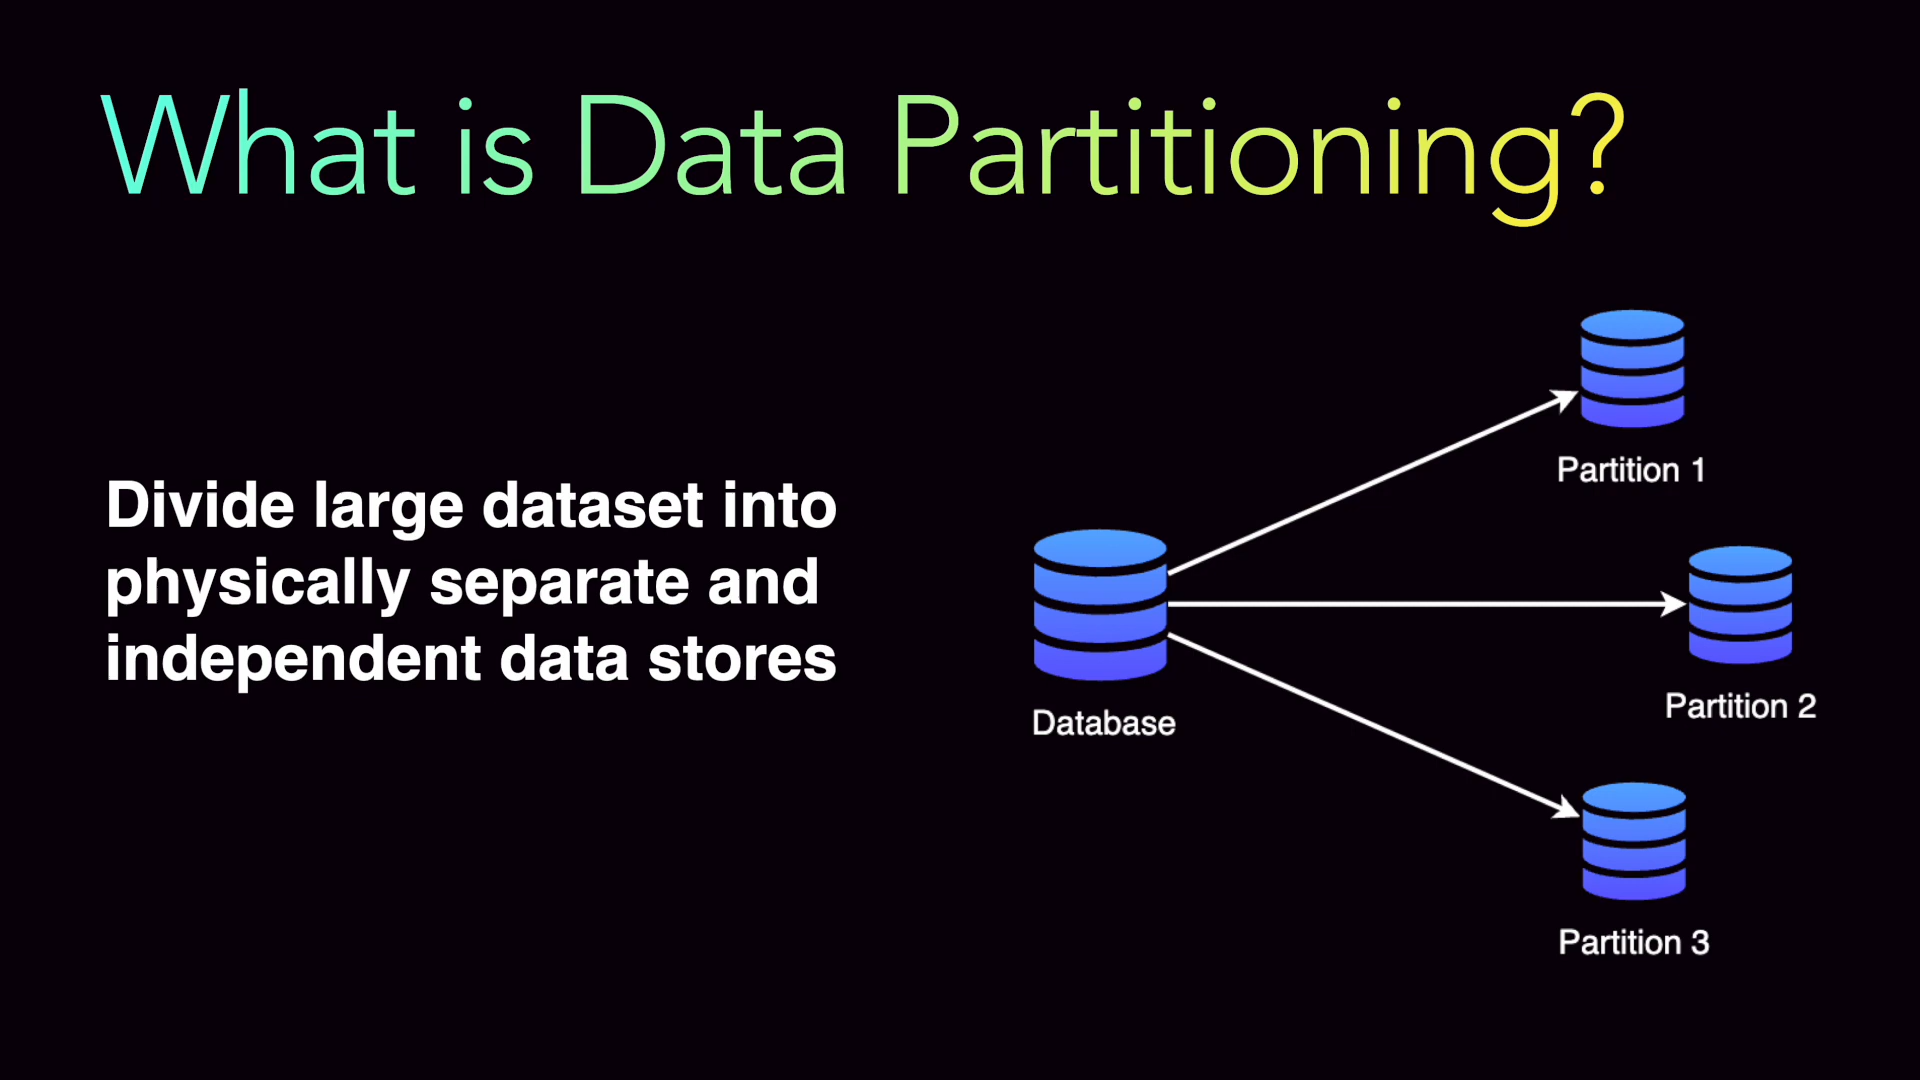 What is Data Partitioning?
Divide large dataset into
physically separate and
independent data stores
Database
Partition 1
Partition 2
Partition 3